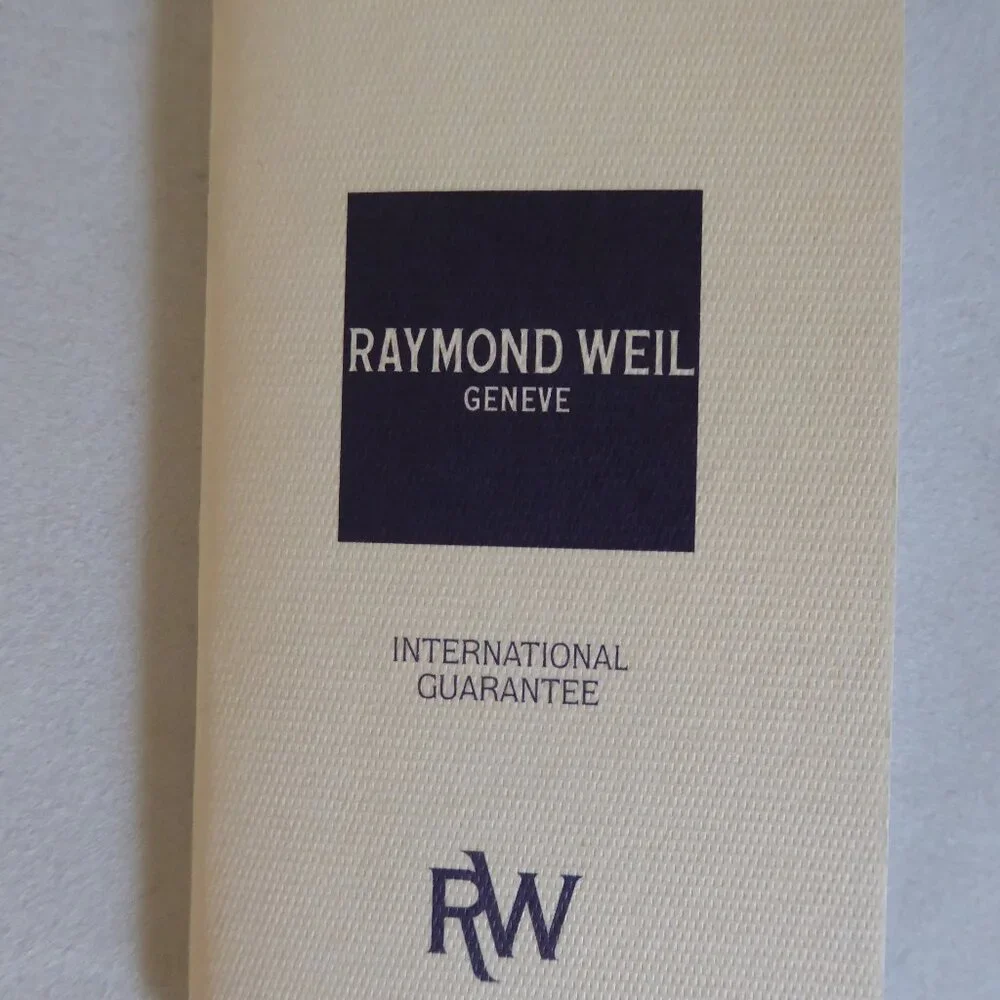 RAYMOND WEIL
GENEVE
INTERNATIONAL
GUARANTEE
RW